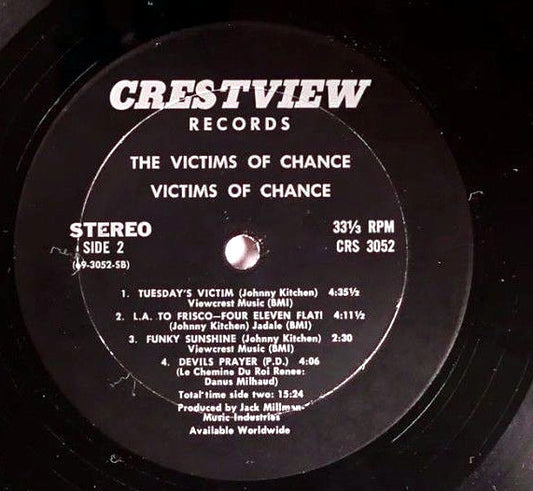 CRESTVIEW
RECORDS
THE VICTIMS OF CHANCE
VICTIMS OF CHANCE
STEREO
SIDE 2
(69-3052-SB)
33⅓ RPM
CRS 3052
1. TUESDAY'S VICTIM (Johnny Kitchen) 4:35½
Viewcrest Music (BMI)
2. L.A. TO FRISCO—FOUR ELEVEN FLAT! 4:11½
(Johnny Kitchen) Jadale (BMI)
3. FUNKY SUNSHINE (Johnny Kitchen) 2:30
Viewcrest Music (BMI)
4. DEVILS PRAYER (P.D.) 4:06
(Le Chemine Du Roi Renee:
Danus Milhaud)
Total time side two: 15:24
Produced by Jack Millman-
Music Industries
Available Worldwide